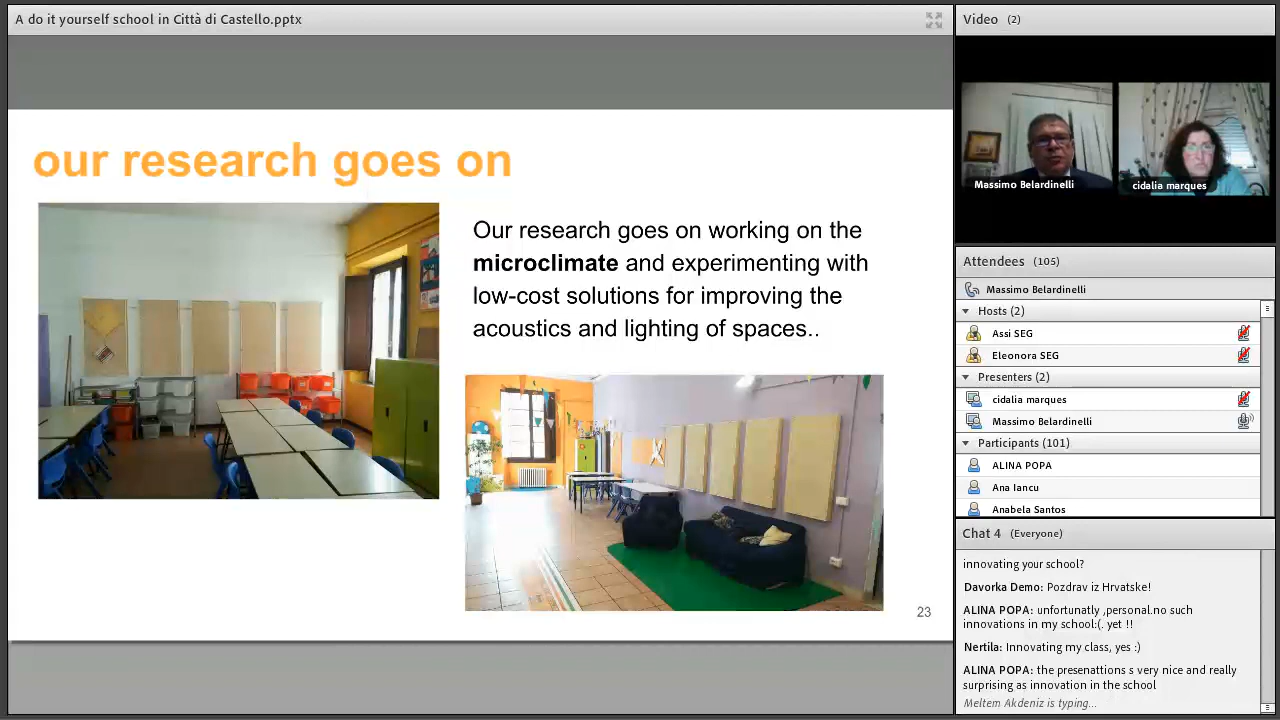 A do it yourself school in Città di Castello.pptx
our research goes on
Our research goes on working on the
microclimate and experimenting with
low-cost solutions for improving the
acoustics and lighting of spaces..
23
Video (2)
Massimo Belardinelli
cidalia marques
Attendees (105)
Massimo Belardinelli
Hosts (2)
Assi SEG
Eleonora SEG
Presenters (2)
cidalia marques
Massimo Belardinelli
Participants (101)
ALINA POPA
Ana Iancu
Anabela Santos
Chat 4 (Everyone)
innovating your school?
Davorka Demo: Pozdrav iz Hrvatske!
ALINA POPA: unfortunatly ,personal.no such
innovations in my school:(. yet !!
Nertila: Innovating my class, yes :)
ALINA POPA: the presenattions s very nice and really
surprising as innovation in the school
Meltem Akdeniz is typing...